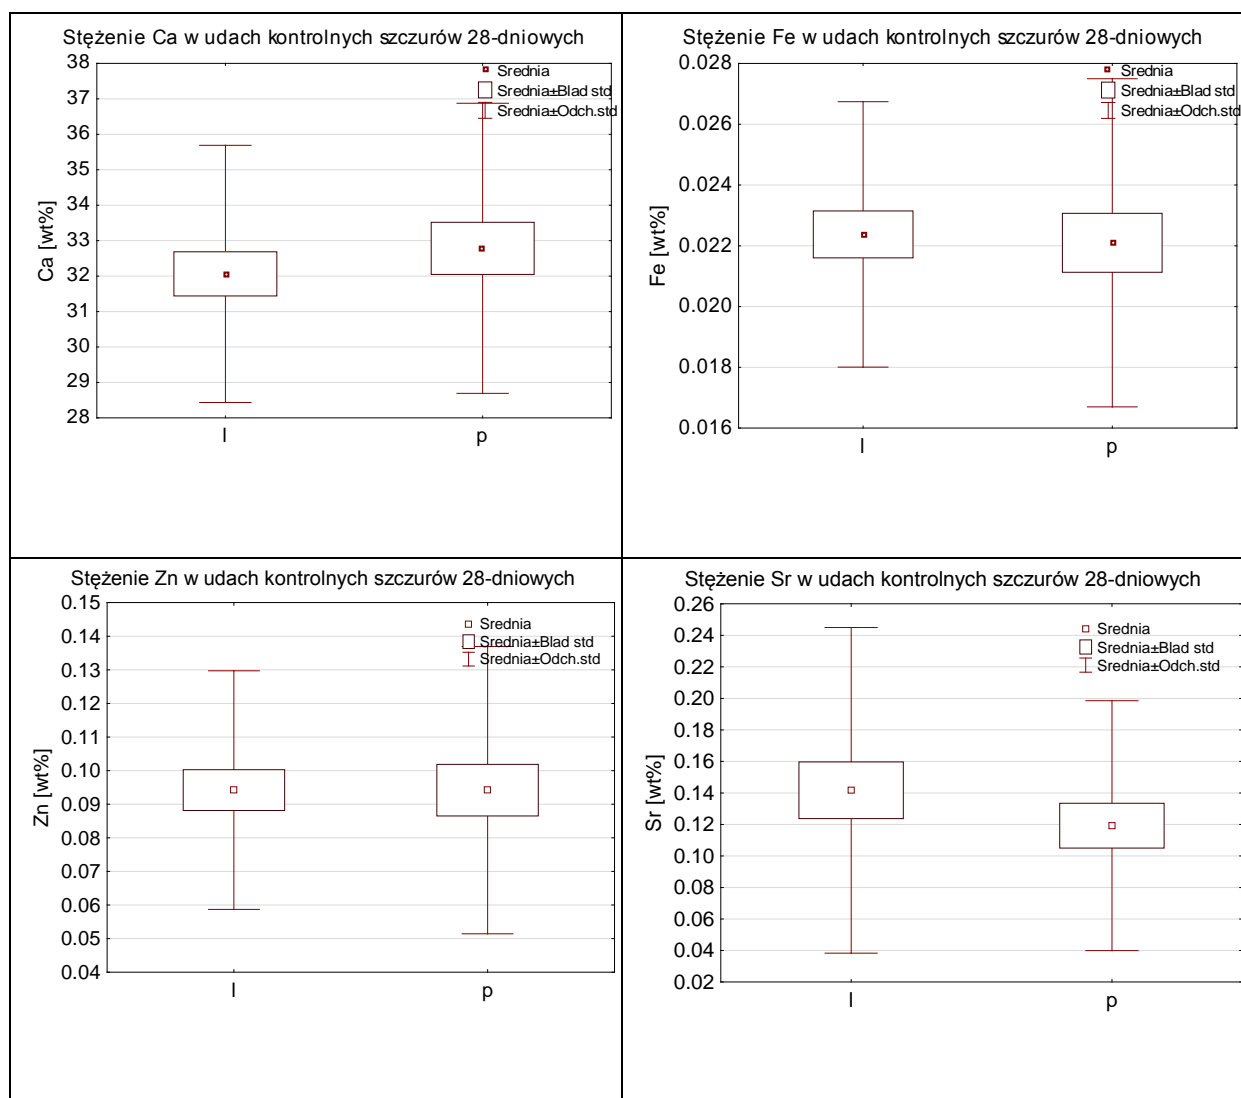 Stężenie Ca w udach kontrolnych szczurów 28-dniowych
38
37
36
35
34
33
32
31
30
29
28
Ca [wt%]
l
p
Srednia
Srednia±Blad std
Srednia±Odch.std
Stężenie Fe w udach kontrolnych szczurów 28-dniowych
0.028
0.026
0.024
0.022
0.020
0.018
0.016
Fe [wt%]
l
p
Srednia
Srednia±Blad std
Srednia±Odch.std
Stężenie Zn w udach kontrolnych szczurów 28-dniowych
0.15
0.14
0.13
0.12
0.11
0.10
0.09
0.08
0.07
0.06
0.05
0.04
Zn [wt%]
l
p
Srednia
Srednia±Blad std
Srednia±Odch.std
Stężenie Sr w udach kontrolnych szczurów 28-dniowych
0.26
0.24
0.22
0.20
0.18
0.16
0.14
0.12
0.10
0.08
0.06
0.04
0.02
Sr [wt%]
l
p
Srednia
Srednia±Blad std
Srednia±Odch.std